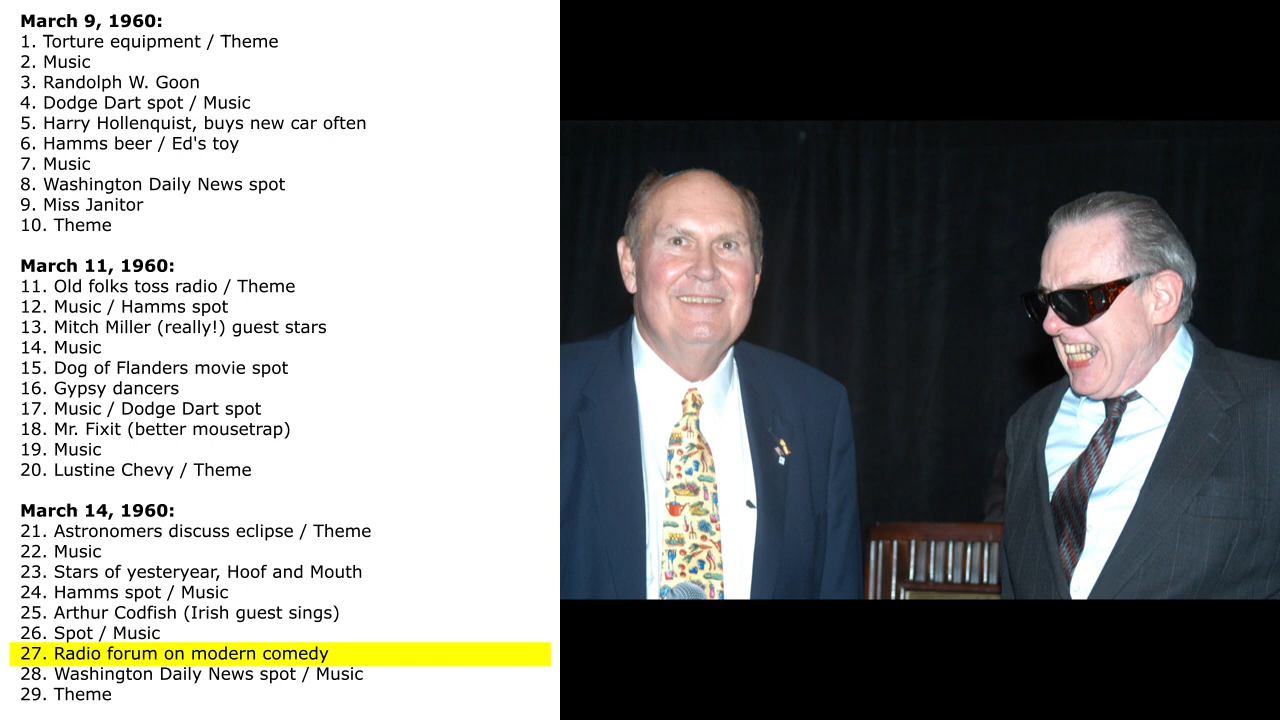 March 9, 1960:
1. Torture equipment / Theme
2. Music
3. Randolph W. Goon
4. Dodge Dart spot / Music
5. Harry Hollenquist, buys new car often
6. Hamms beer / Ed's toy
7. Music
8. Washington Daily News spot
9. Miss Janitor
10. Theme
March 11, 1960:
11. Old folks toss radio / Theme
12. Music / Hamms spot
13. Mitch Miller (really!) guest stars
14. Music
15. Dog of Flanders movie spot
16. Gypsy dancers
17. Music / Dodge Dart spot
18. Mr. Fixit (better mousetrap)
19. Music
20. Lustine Chevy / Theme
March 14, 1960:
21. Astronomers discuss eclipse / Theme
22. Music
23. Stars of yesteryear, Hoof and Mouth
24. Hamms spot / Music
25. Arthur Codfish (Irish guest sings)
26. Spot / Music
27. Radio forum on modern comedy
28. Washington Daily News spot / Music
29. Theme